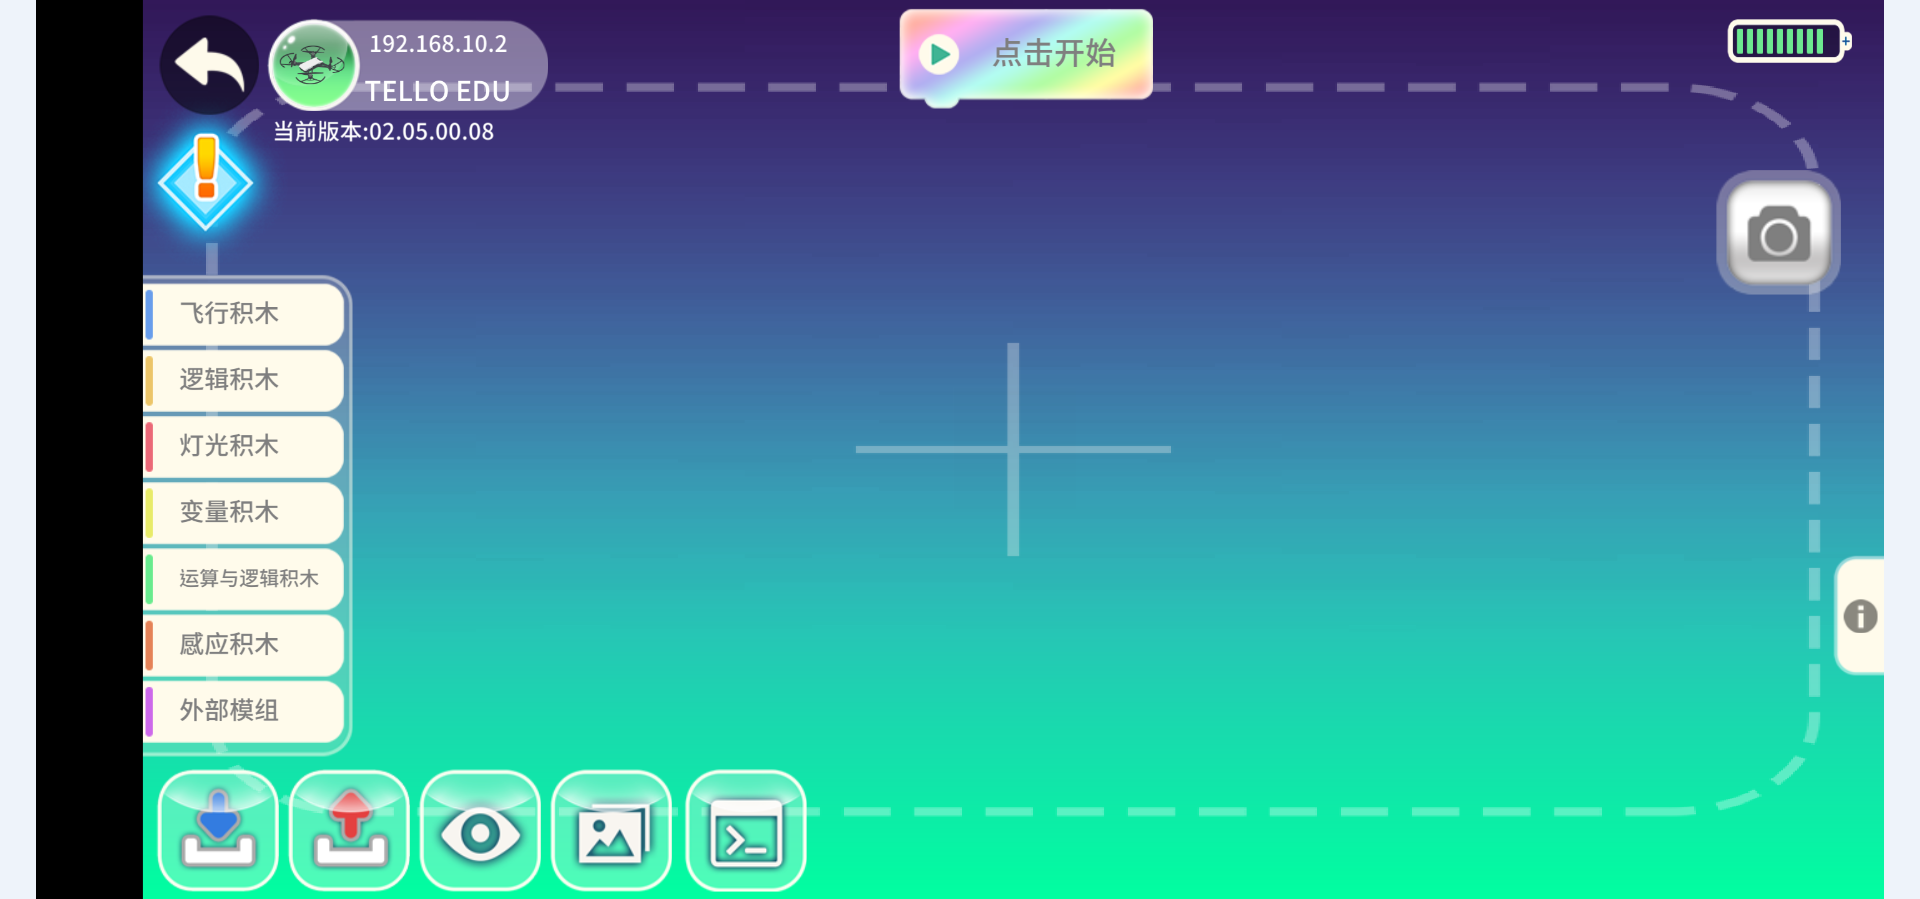 192.168.10.2
TELLO EDU
当前版本:02.05.00.08
点击开始
飞行积木
逻辑积木
灯光积木
变量积木
运算与逻辑积木
感应积木
外部模组